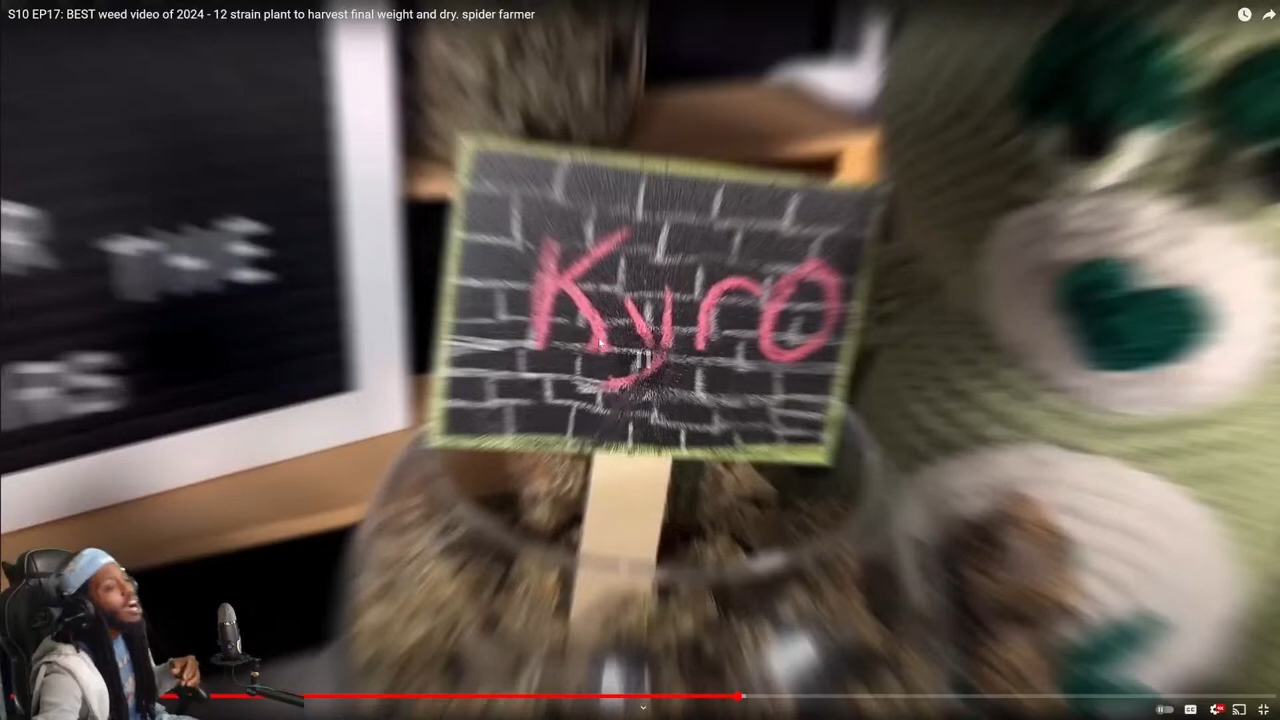 S10 EP17: BEST weed video of 2024 - 12 strain plant to harvest final weight and dry. spider farmer
Kyro